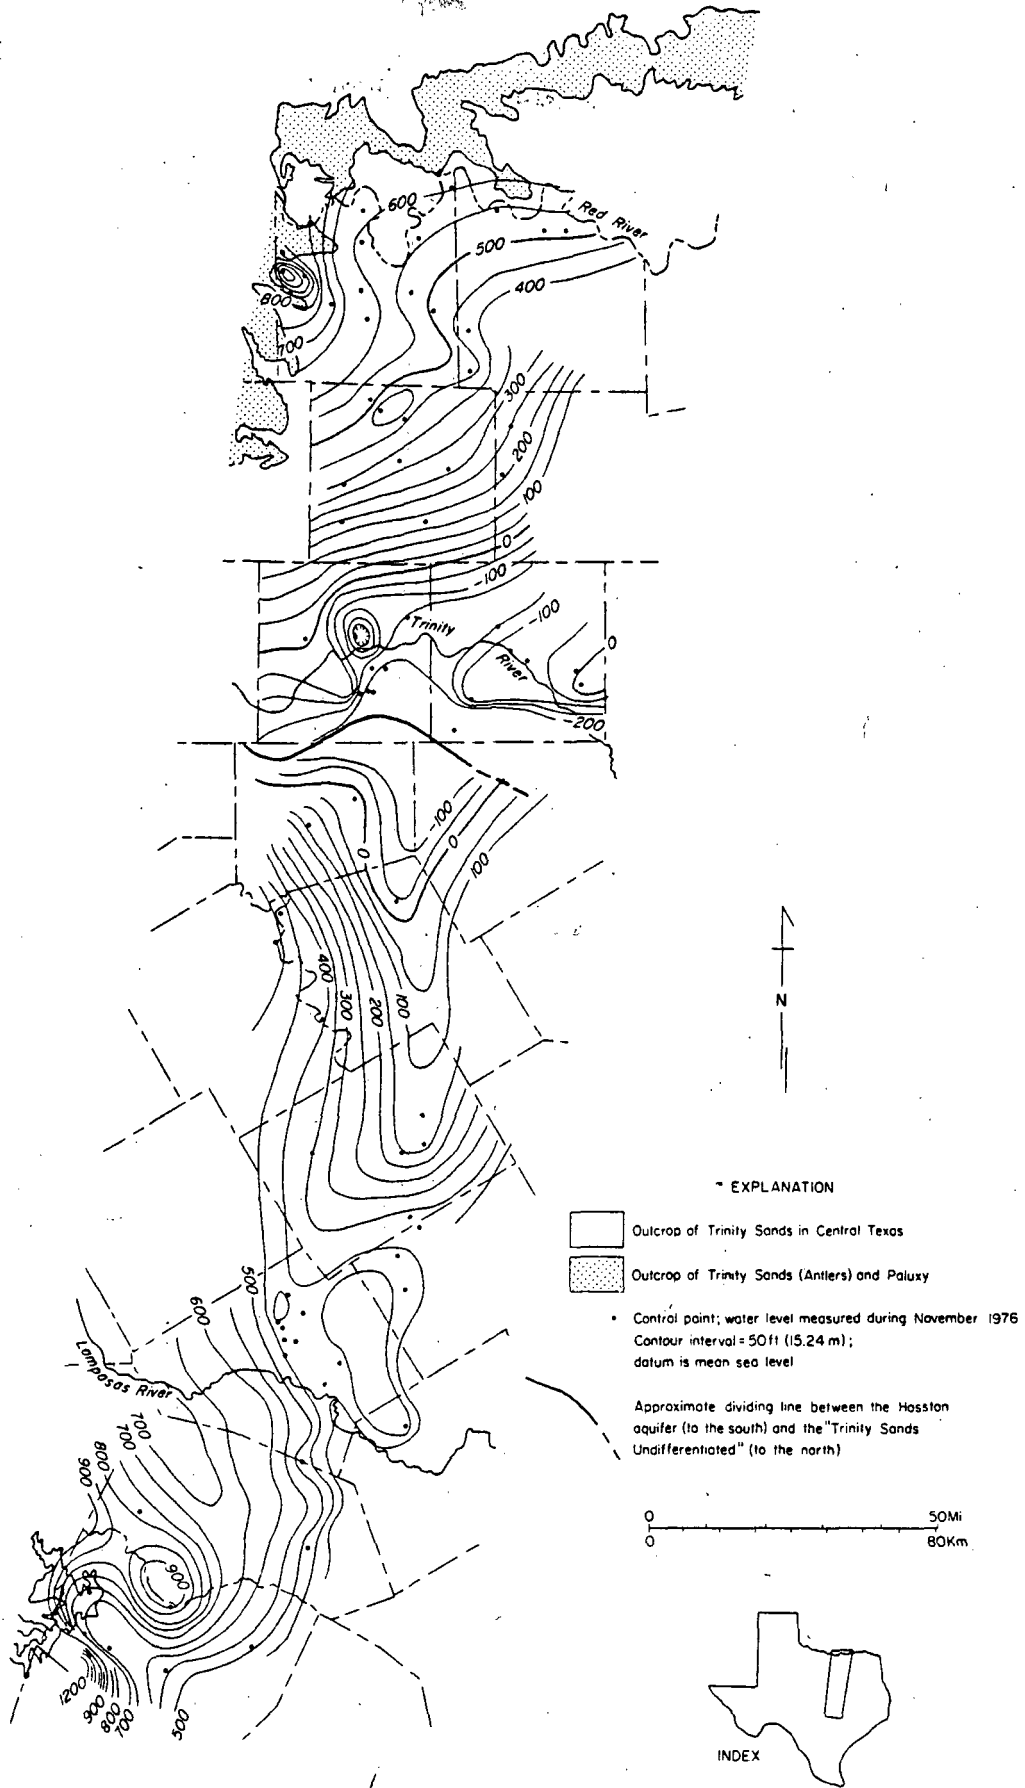 600
Red River
500
400
800
700
300
200
100
0
-100
Trinity
-100
River
0
-200
-100
0
0
100
400
300
200
100
EXPLANATION
Outcrop of Trinity Sands in Central Texas
Outcrop of Trinity Sands (Antlers) and Paluxy
Control point; water level measured during November 1976
Contour interval = 50 ft (15.24 m);
datum is mean sea level
Approximate dividing line between the Hosston
aquifer (to the south) and the "Trinity Sands
Undifferentiated" (to the north)
N
500
600
Lampasas River
700
700
800
900
900
1200
900
800
700
500
0 50Mi
0 80Km
INDEX